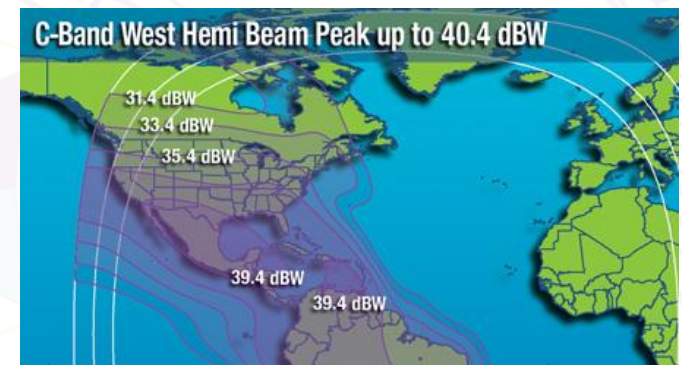 C-Band West Hemi Beam Peak up to 40.4 dBW
31.4 dBW
33.4 dBW
35.4 dBW
39.4 dBW
39.4 dBW